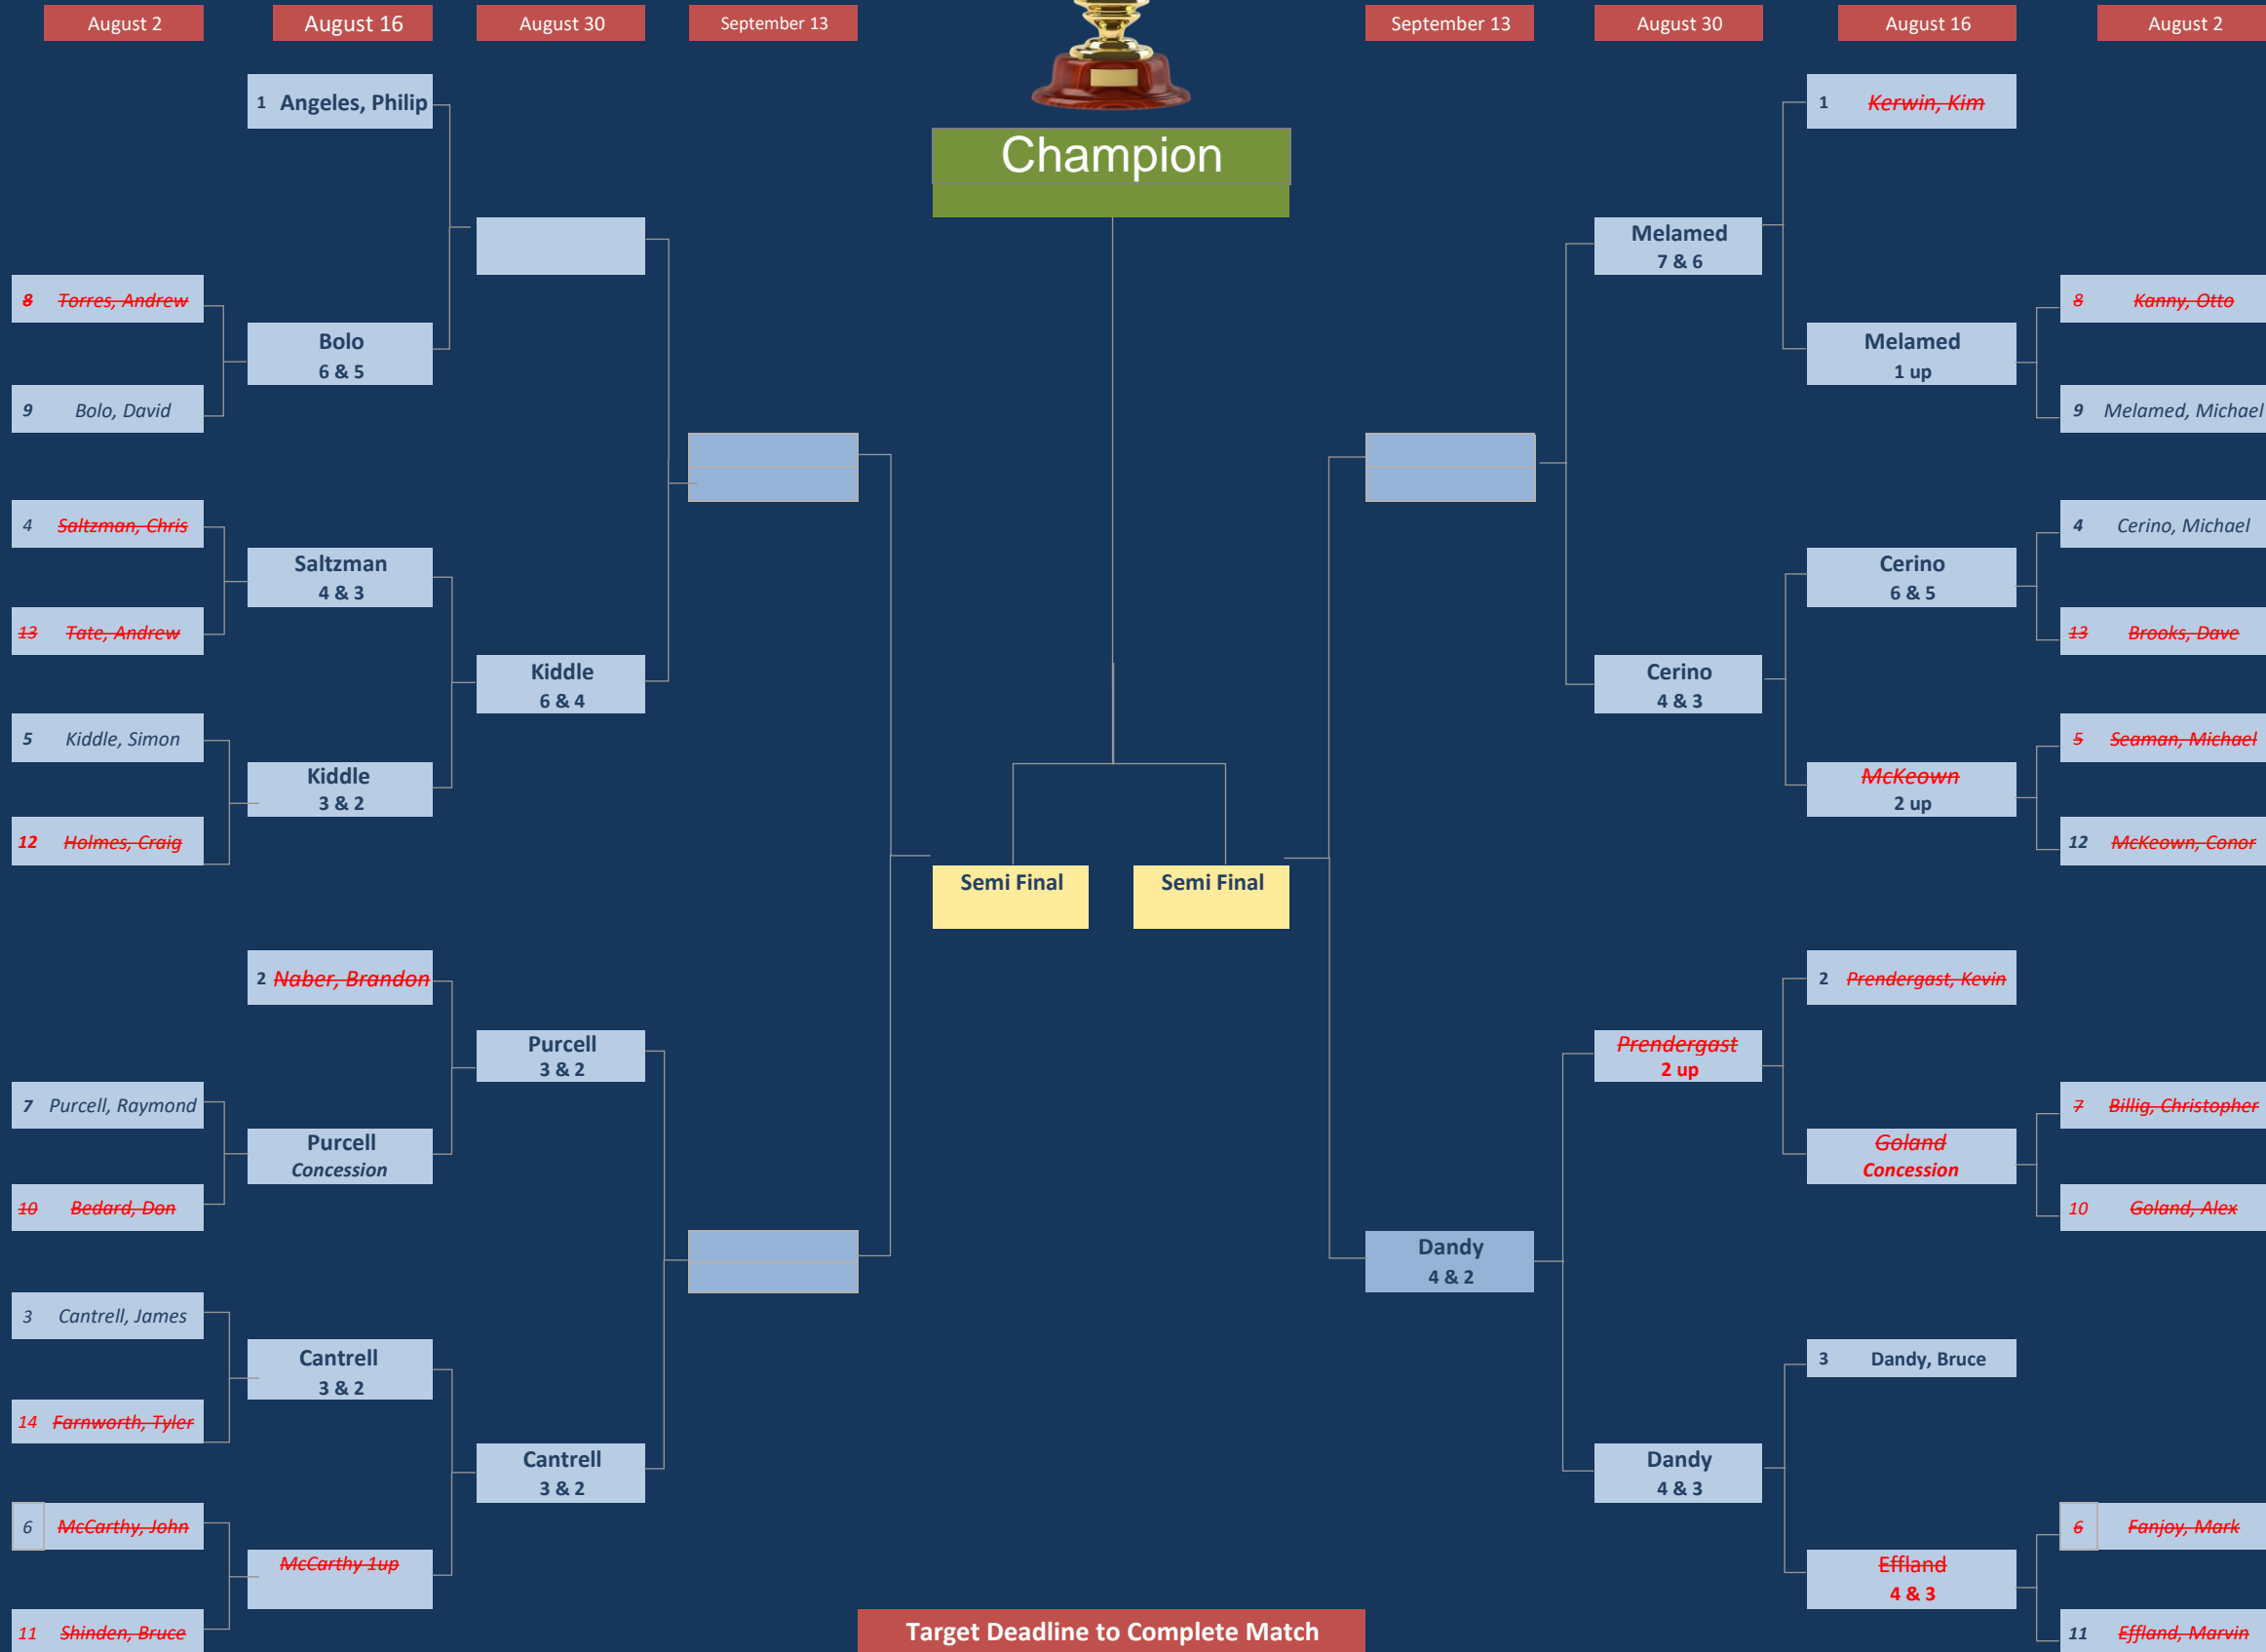 August 2
August 16
August 30
September 13
September 13
August 30
August 16
August 2
Champion
1 Angeles, Philip
8 Torres, Andrew
Bolo
6 & 5
9 Bolo, David
4 Saltzman, Chris
Saltzman
4 & 3
13 Tate, Andrew
Kiddle
6 & 4
5 Kiddle, Simon
Kiddle
3 & 2
12 Holmes, Craig
2 Naber, Brandon
Purcell
3 & 2
7 Purcell, Raymond
Purcell
Concession
10 Bedard, Don
3 Cantrell, James
Cantrell
3 & 2
14 Farnworth, Tyler
Cantrell
3 & 2
6 McCarthy, John
McCarthy 1up
11 Shinden, Bruce
Semi Final
Semi Final
1 Kerwin, Kim
Melamed
7 & 6
8 Kanny, Otto
Melamed
1 up
9 Melamed, Michael
4 Cerino, Michael
Cerino
6 & 5
13 Brooks, Dave
Cerino
4 & 3
5 Seaman, Michael
McKeown
2 up
12 McKeown, Conor
2 Prendergast, Kevin
Prendergast
2 up
7 Billig, Christopher
Goland
Concession
10 Goland, Alex
Dandy
4 & 2
3 Dandy, Bruce
Dandy
4 & 3
6 Fanjoy, Mark
Effland
4 & 3
11 Effland, Marvin
Target Deadline to Complete Match